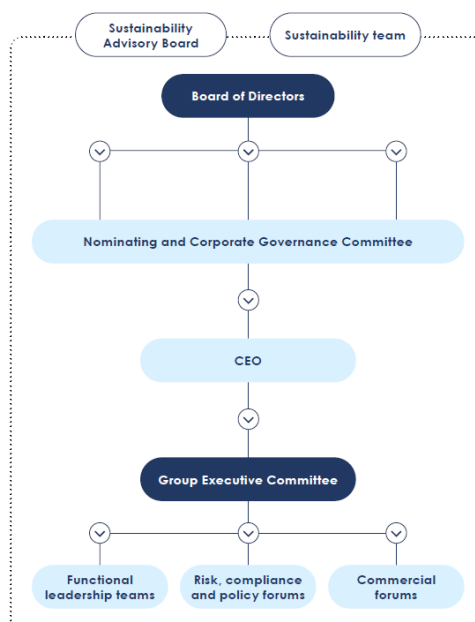 Sustainability
Advisory Board
Sustainability team
Board of Directors
Nominating and Corporate Governance Committee
CEO
Group Executive Committee
Functional
leadership teams
Risk, compliance
and policy forums
Commercial
forums